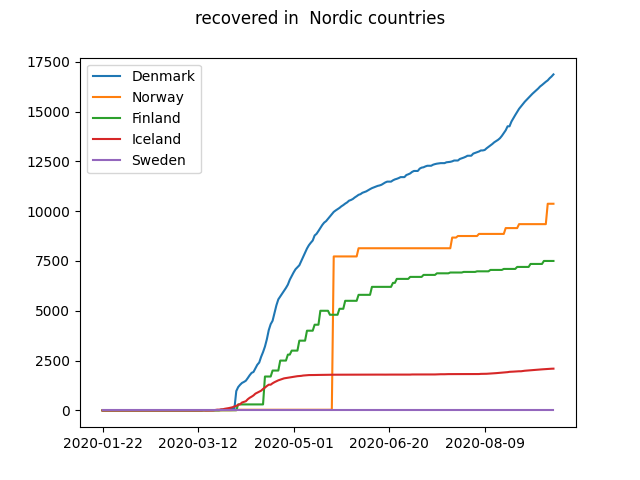 recovered in  Nordic countries
17500
15000
12500
10000
7500
5000
2500
0
Denmark
Norway
Finland
Iceland
Sweden
2020-01-22 2020-03-12 2020-05-01 2020-06-20 2020-08-09